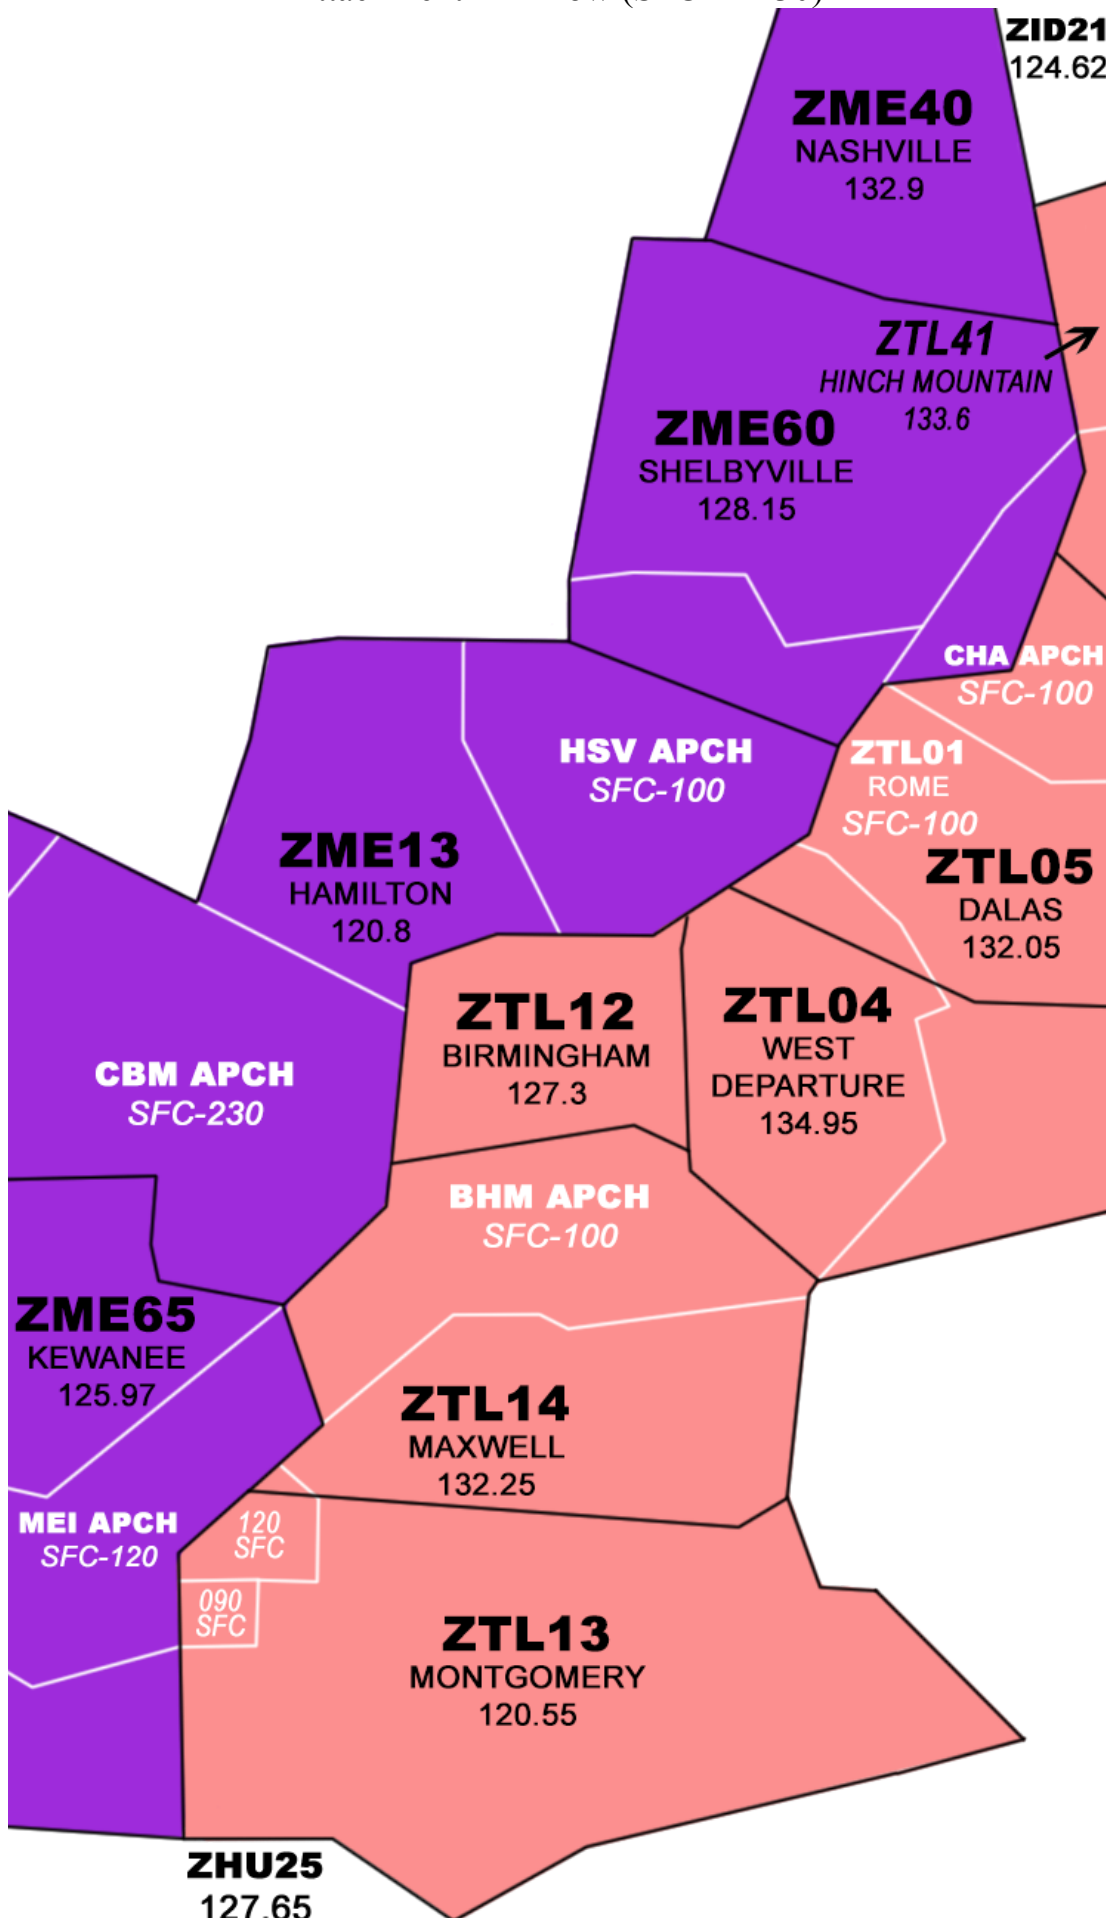 ZID21
124.62
ZME40
NASHVILLE
132.9
ZTL41
HINCH MOUNTAIN
133.6
ZME60
SHELBYVILLE
128.15
CHA APCH
SFC-100
HSV APCH
SFC-100
ZTL01
ROME
SFC-100
ZME13
HAMILTON
120.8
ZTL05
DALAS
132.05
ZTL12
BIRMINGHAM
127.3
ZTL04
WEST
DEPARTURE
134.95
CBM APCH
SFC-230
BHM APCH
SFC-100
ZME65
KEWANEE
125.97
ZTL14
MAXWELL
132.25
MEI APCH
SFC-120
120
SFC
090
SFC
ZTL13
MONTGOMERY
120.55
ZHU25
127.65